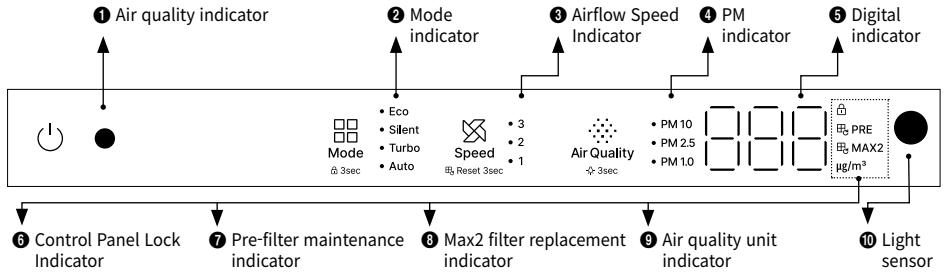 ❶ Air quality indicator
❷ Mode
indicator
❸ Airflow Speed
Indicator
❹ PM
indicator
❺ Digital
indicator
Mode
3sec
• Eco
• Silent
• Turbo
• Auto
Speed
Reset 3sec
• 3
• 2
• 1
Air Quality
3sec
• PM 10
• PM 2.5
• PM 1.0
PRE
MAX2
μg/m³
❻ Control Panel Lock
Indicator
❼ Pre-filter maintenance
indicator
❽ Max2 filter replacement
indicator
❾ Air quality unit
indicator
❿ Light
sensor